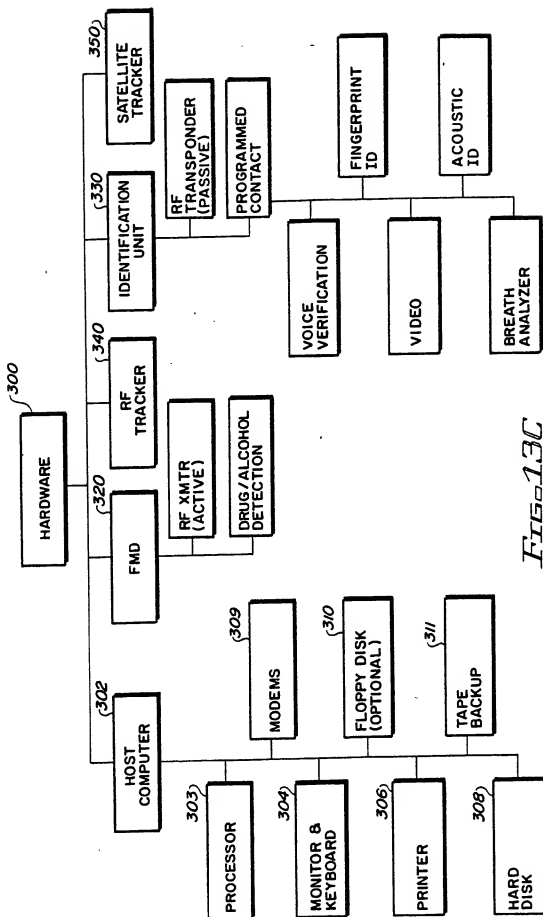 300
HARDWARE
302
HOST
COMPUTER
320
FMD
340
RF
TRACKER
330
IDENTIFICATION
UNIT
350
SATELLITE
TRACKER
303
PROCESSOR
304
MONITOR &
KEYBOARD
306
PRINTER
308
HARD
DISK
309
MODEMS
310
FLOPPY DISK
(OPTIONAL)
311
TAPE
BACKUP
RF XMTR
(ACTIVE)
DRUG/ALCOHOL
DETECTION
RF
TRANSPONDER
(PASSIVE)
PROGRAMMED
CONTACT
VOICE
VERIFICATION
VIDEO
BREATH
ANALYZER
FINGERPRINT
ID
ACOUSTIC
ID
FIG. 13C